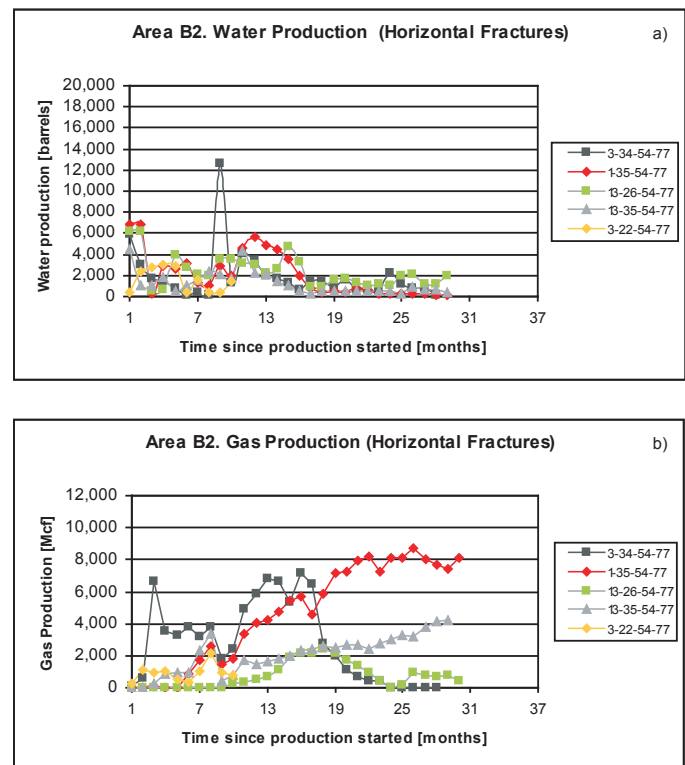 Area B2. Water Production (Horizontal Fractures)
a)
20,000
18,000
16,000
14,000
12,000
10,000
8,000
6,000
4,000
2,000
0
Water production [barrels]
1 7 13 19 25 31 37
Time since production started [months]
3-34-54-77
1-35-54-77
13-26-54-77
13-35-54-77
3-22-54-77
Area B2. Gas Production (Horizontal Fractures)
b)
12,000
10,000
8,000
6,000
4,000
2,000
0
Gas Production [Mcf]
1 7 13 19 25 31 37
Time since production started [months]
3-34-54-77
1-35-54-77
13-26-54-77
13-35-54-77
3-22-54-77